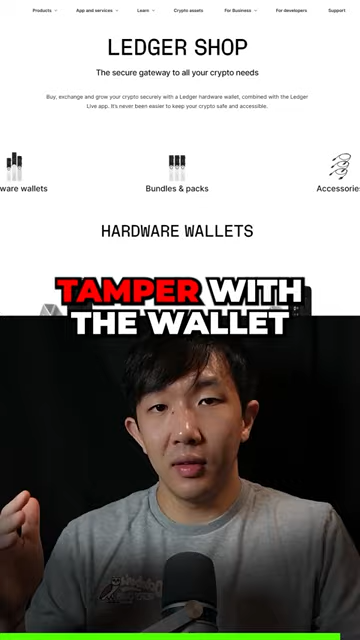 Products
App and services
Learn
Crypto assets
For Business
For developers
Support
LEDGER SHOP
The secure gateway to all your crypto needs
Buy, exchange and grow your crypto securely with a Ledger hardware wallet, combined with the Ledger
Live app. It's never been easier to keep your crypto safe and accessible.
ware wallets
Bundles & packs
Accessories
HARDWARE WALLETS
TAMPER WITH
THE WALLET